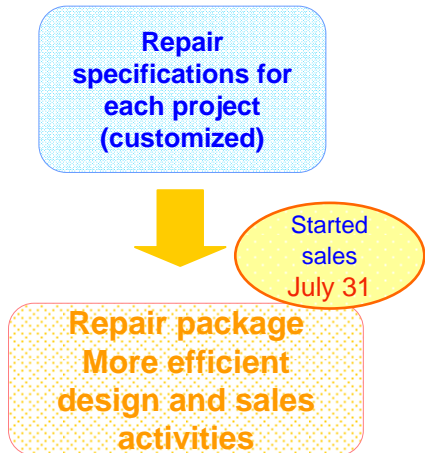 Repair
specifications for
each project
(customized)
Started
sales
July 31
Repair package
More efficient
design and sales
activities